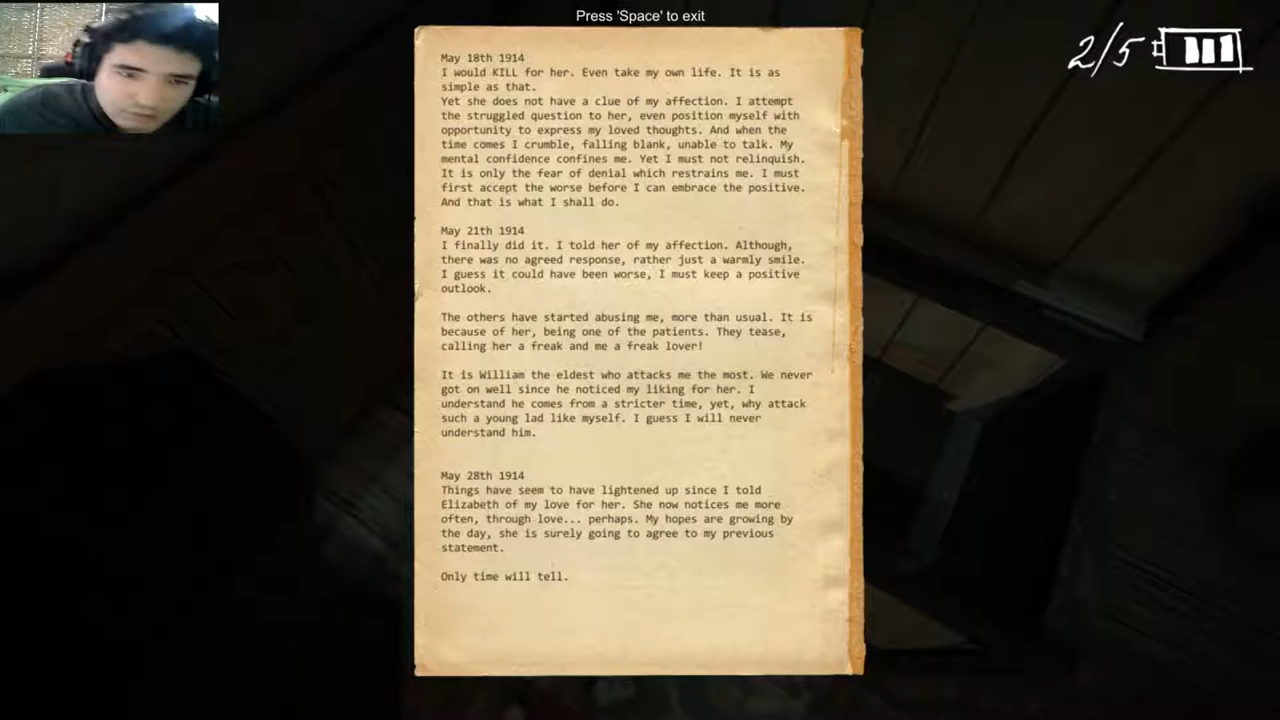 Press 'Space' to exit
2/5
May 18th 1914
I would KILL for her. Even take my own life. It is as
simple as that.
Yet she does not have a clue of my affection. I attempt
the struggled question to her, even position myself with
opportunity to express my loved thoughts. And when the
time comes I crumble, falling blank, unable to talk. My
mental confidence confines me. Yet I must not relinquish.
It is only the fear of denial which restrains me. I must
first accept the worse before I can embrace the positive.
And that is what I shall do.
May 21th 1914
I finally did it. I told her of my affection. Although,
there was no agreed response, rather just a warmly smile.
I guess it could have been worse, I must keep a positive
outlook.
The others have started abusing me, more than usual. It is
because of her, being one of the patients. They tease,
calling her a freak and me a freak lover!
It is William the eldest who attacks me the most. We never
got on well since he noticed my liking for her. I
understand he comes from a stricter time, yet, why attack
such a young lad like myself. I guess I will never
understand him.
May 28th 1914
Things have seem to have lightened up since I told
Elizabeth of my love for her. She now notices me more
often, through love... perhaps. My hopes are growing by
the day, she is surely going to agree to my previous
statement.
Only time will tell.